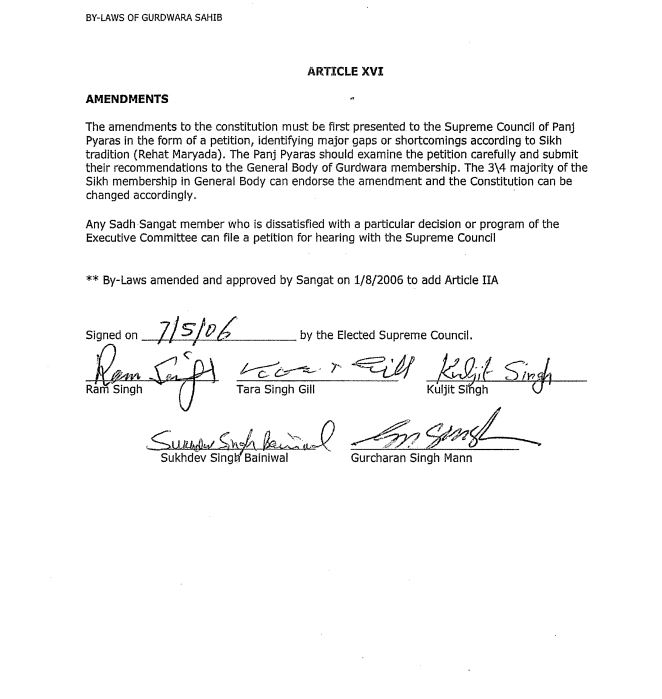 BY-LAWS OF GURDWARA SAHIB
ARTICLE XVI
AMENDMENTS
The amendments to the constitution must be first presented to the Supreme Council of Panj
Pyaras in the form of a petition, identifying major gaps or shortcomings according to Sikh
tradition (Rehat Maryada). The Panj Pyaras should examine the petition carefully and submit
their recommendations to the General Body of Gurdwara membership. The 3\4 majority of the
Sikh membership in General Body can endorse the amendment and the Constitution can be
changed accordingly.
Any Sadh Sangat member who is dissatisfied with a particular decision or program of the
Executive Committee can file a petition for hearing with the Supreme Council
** By-Laws amended and approved by Sangat on 1/8/2006 to add Article IIA
Signed on 7/5/06 by the Elected Supreme Council.
Ram Singh Gill Kuljit Singh
Ram Singh Tara Singh Gill Kuljit Singh
Sukhdev Singh Bainiwal Singh
Sukhdev Singh Bainiwal Gurcharan Singh Mann